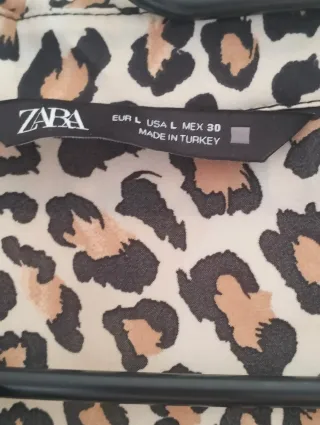 ZARA
EUR L USA L MEX 30
MADE IN TURKEY